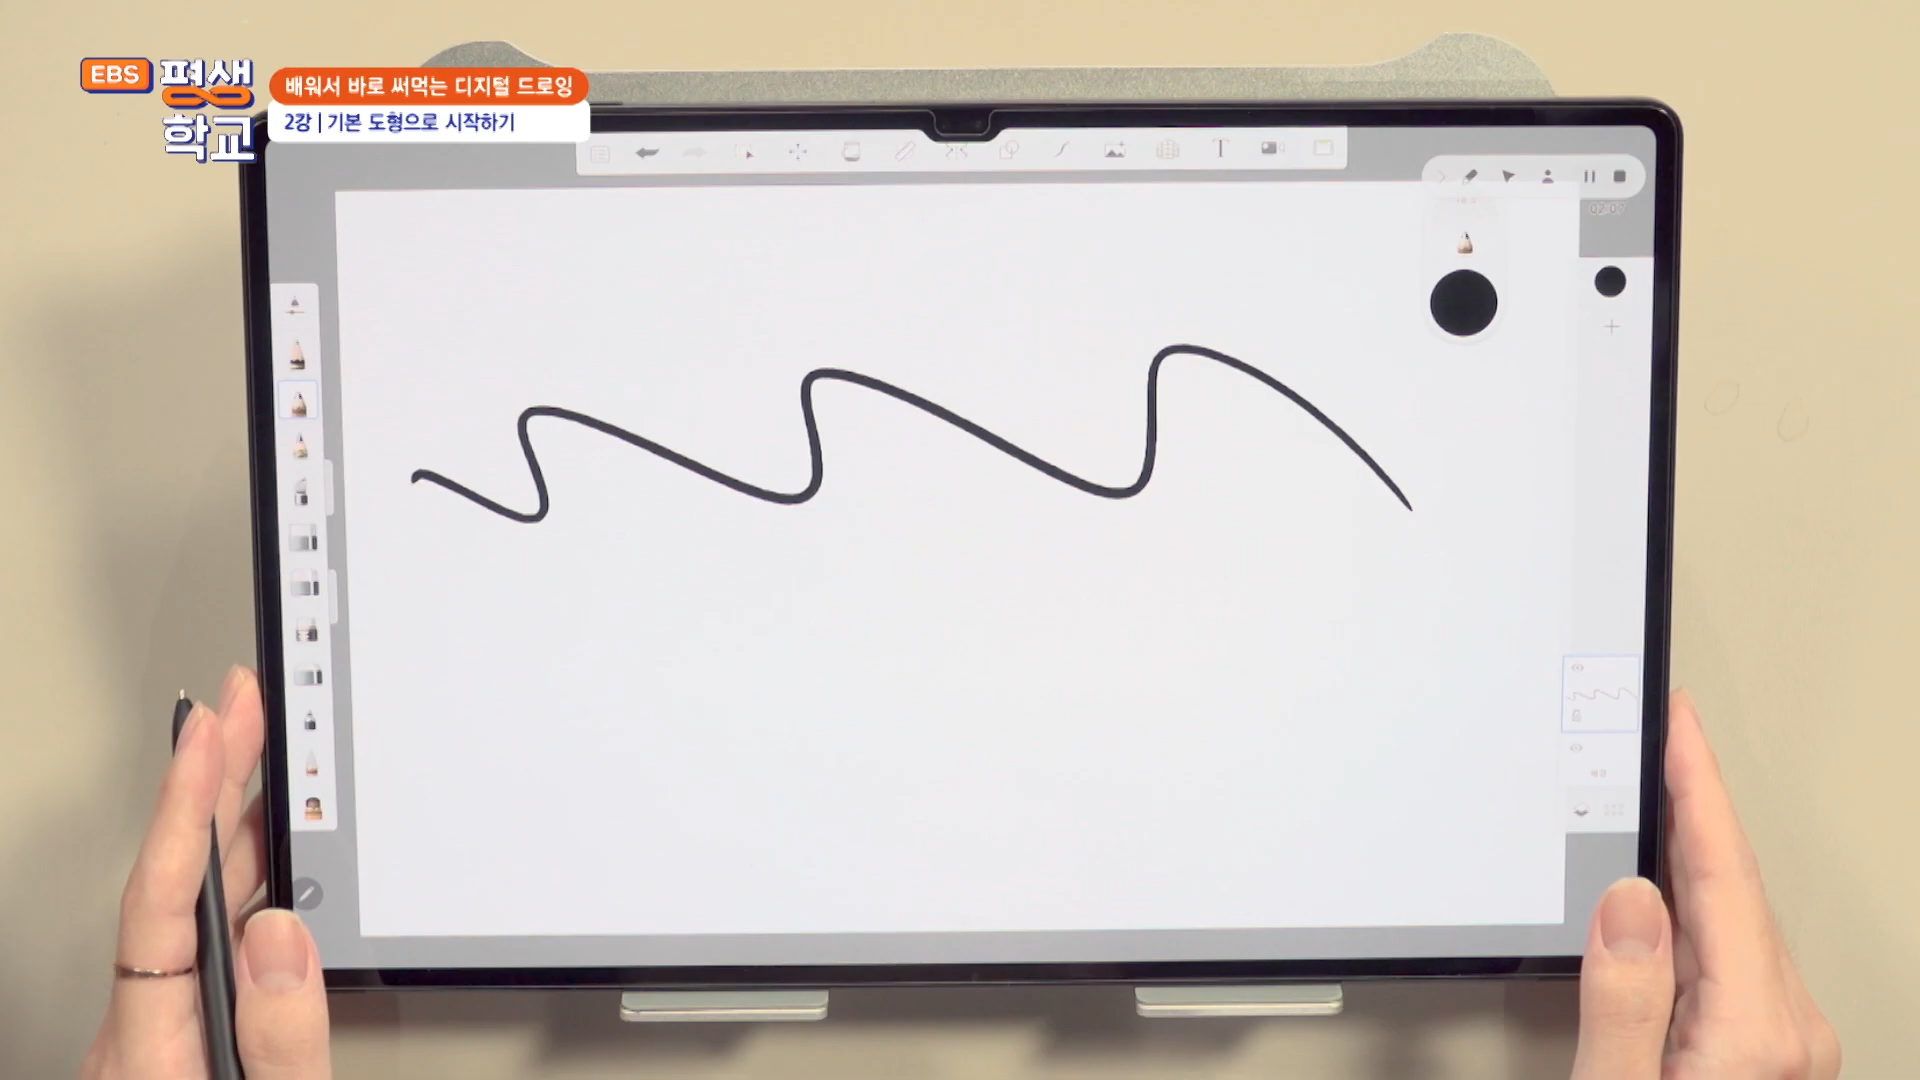 EBS 평생
학교
배워서 바로 써먹는 디지털 드로잉
2강 | 기본 도형으로 시작하기
T